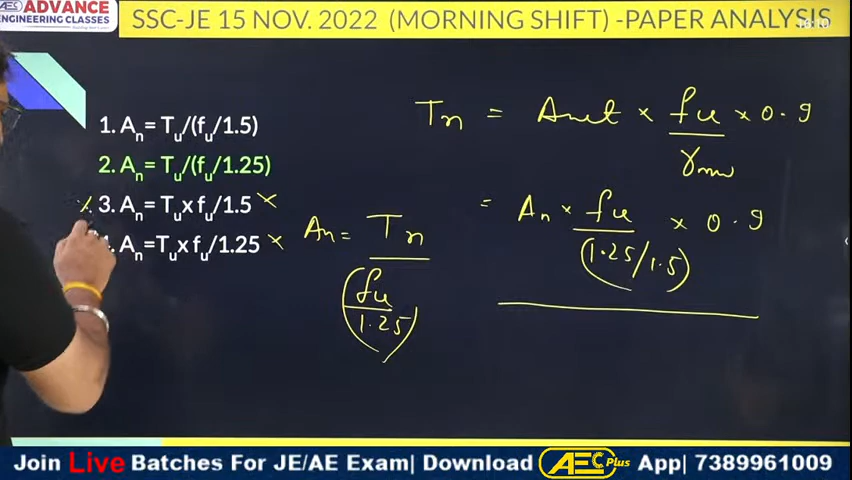 ADVANCE
ENGINEERING CLASSES
SSC-JE 15 NOV. 2022 (MORNING SHIFT) -PAPER ANALYSIS
1. An= Tu/(fu/1.5)
2. An= Tu/(fu/1.25)
3. An= Tu x fu/1.5 ×
An=Tu x fu/1.25 ×
Tn = Anet × fu/γmw × 0.9
= An × fu/(1.25/1.5) × 0.9
An = Tn/(fu/1.25)
Join Live Batches For JE/AE Exam| Download AEC Plus App| 7389961009